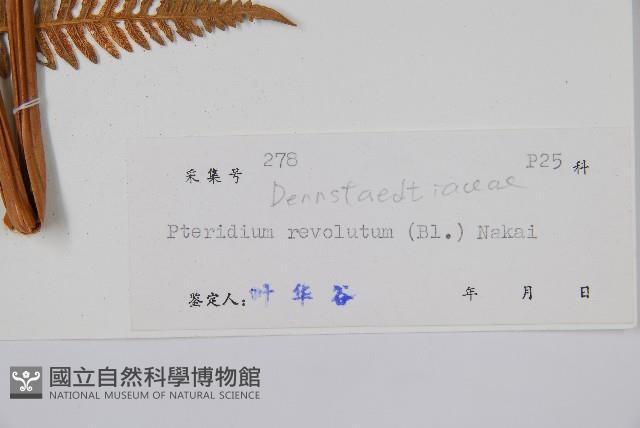 采集号 278 P25 科
Dennstaedtiaceae
Pteridium revolutum (Bl.) Nakai
鉴定人: 叶华谷 年 月 日
國立自然科學博物館
NATIONAL MUSEUM OF NATURAL SCIENCE